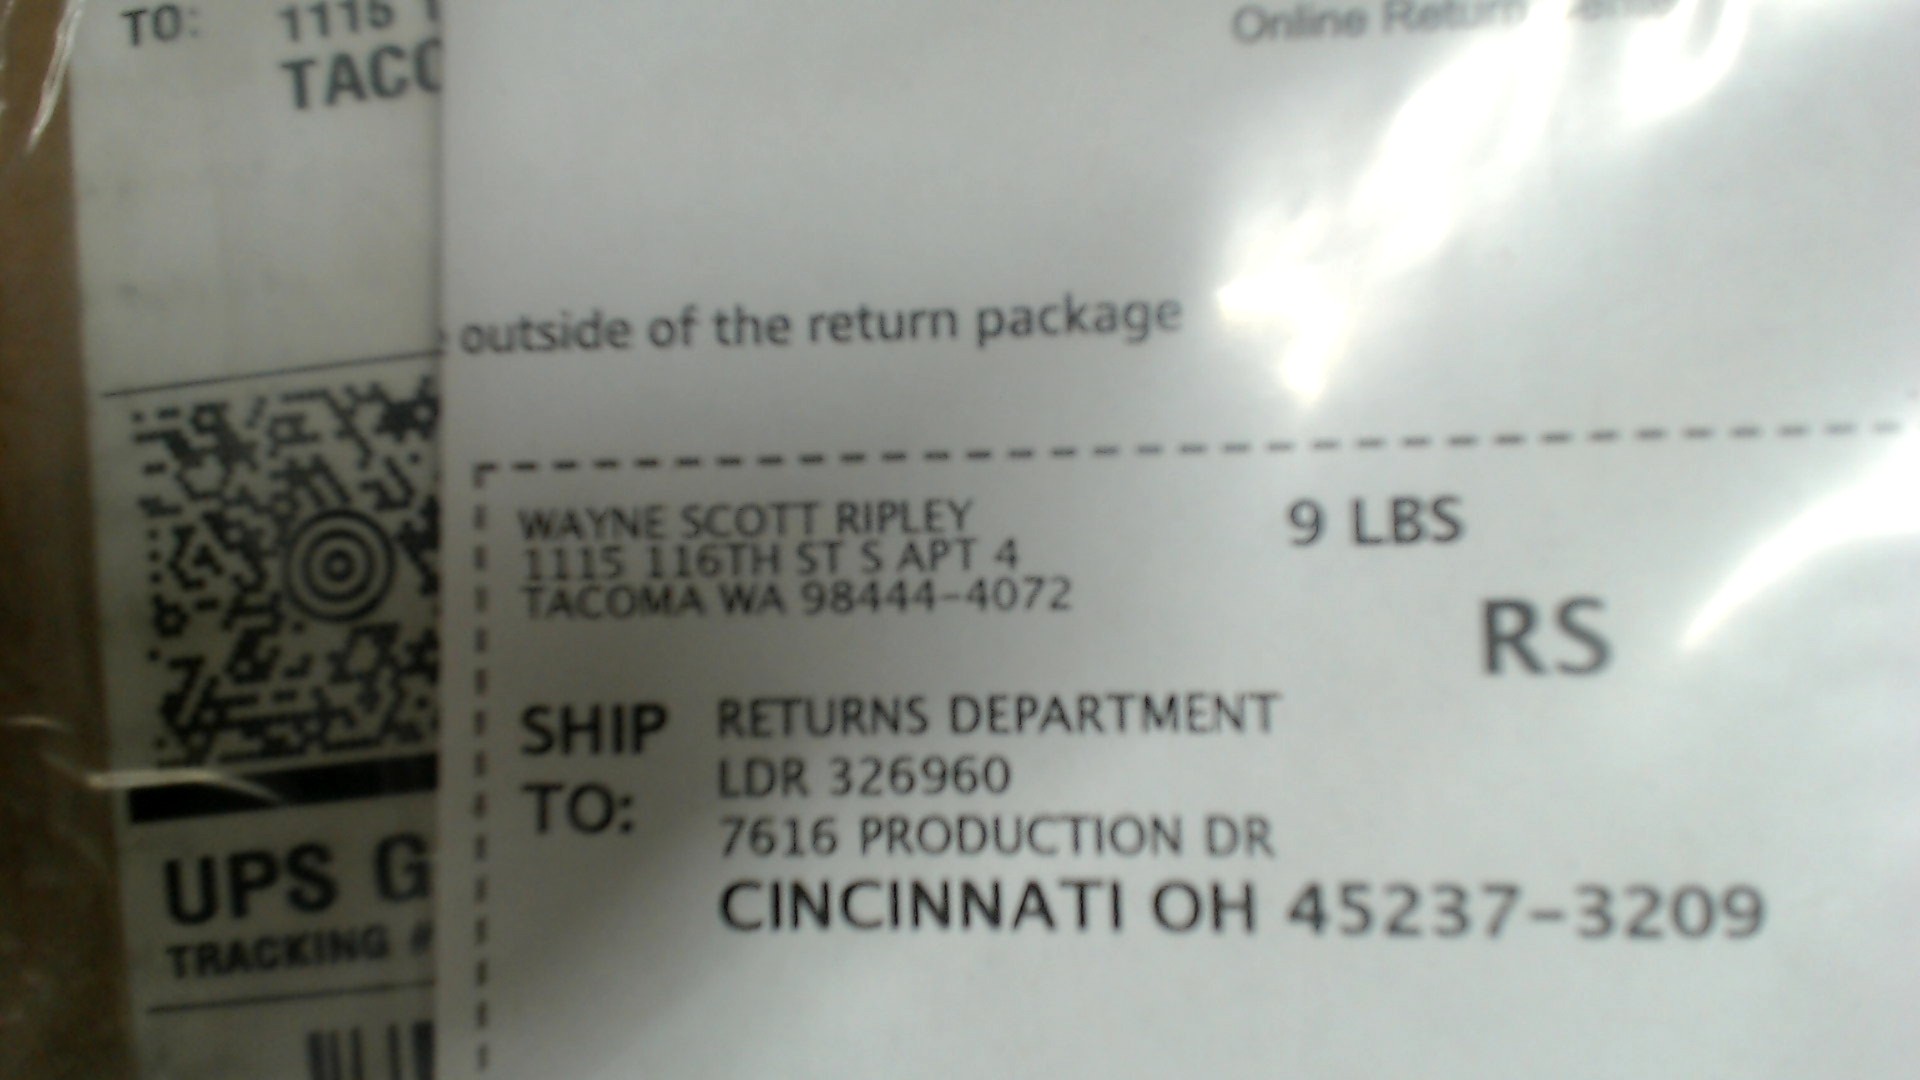 TO: 1115
TACO
Online Return
outside of the return package
WAYNE SCOTT RIPLEY
1115 116TH ST S APT 4
TACOMA WA 98444-4072
9 LBS
RS
SHIP TO:
RETURNS DEPARTMENT
LDR 326960
7616 PRODUCTION DR
CINCINNATI OH 45237-3209
UPS G
TRACKING #